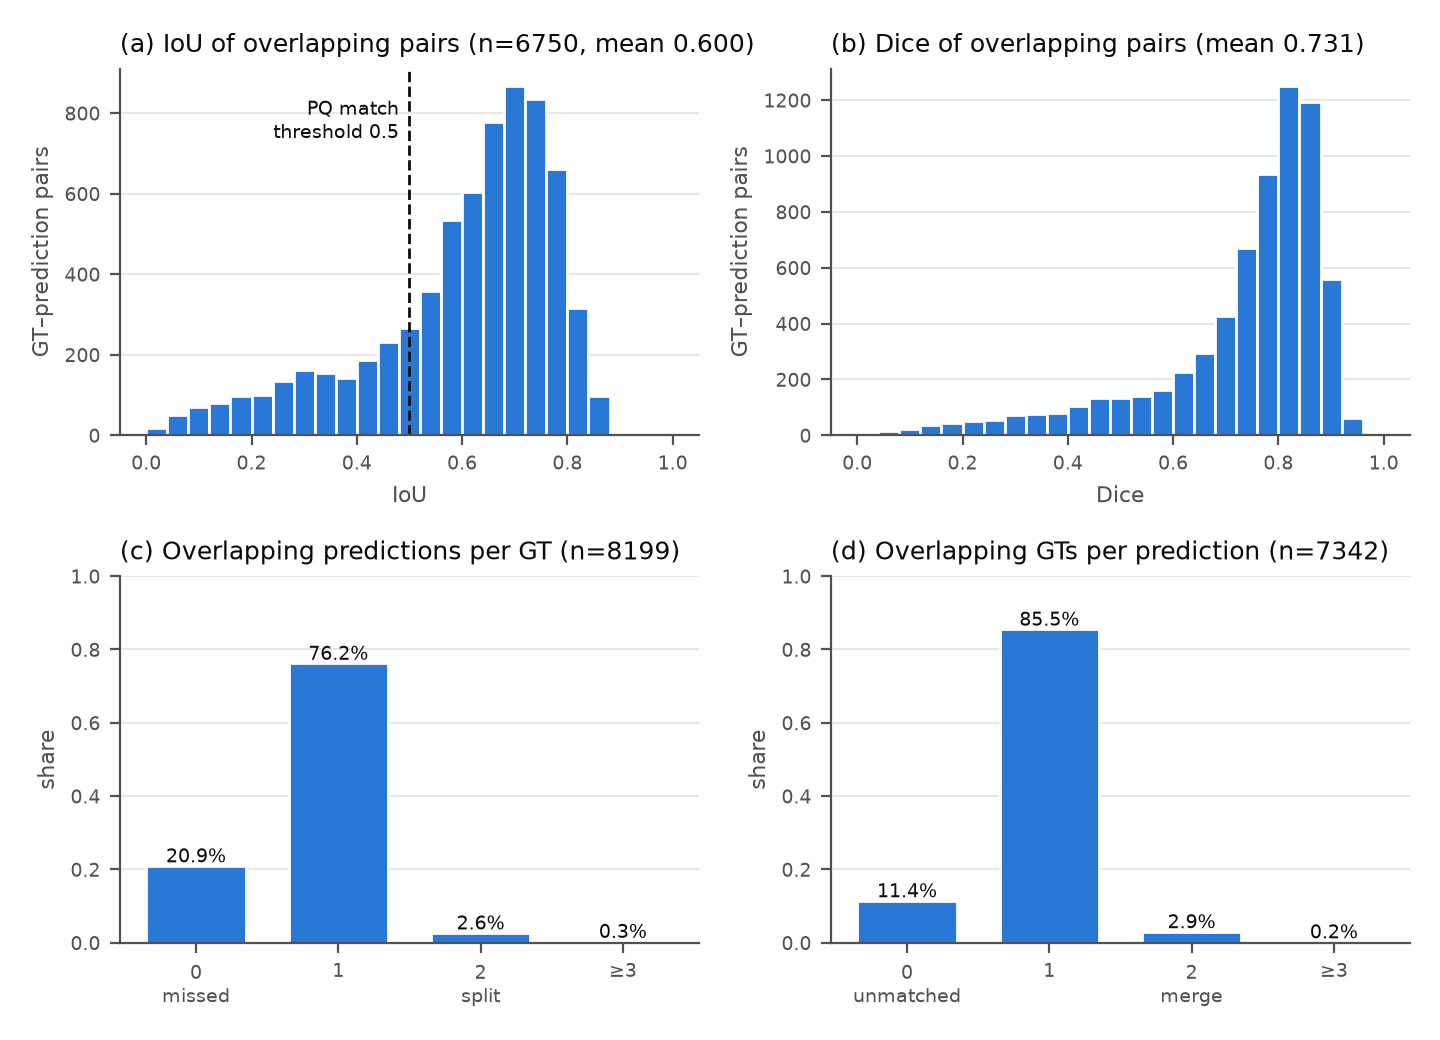 (a) IoU of overlapping pairs (n=6750, mean 0.600)
PQ match
threshold 0.5
GT–prediction pairs
800
600
400
200
0
0.0 0.2 0.4 0.6 0.8 1.0
IoU
(b) Dice of overlapping pairs (mean 0.731)
GT–prediction pairs
1200
1000
800
600
400
200
0
0.0 0.2 0.4 0.6 0.8 1.0
Dice
(c) Overlapping predictions per GT (n=8199)
share
1.0
0.8
0.6
0.4
0.2
0.0
20.9% 76.2% 2.6% 0.3%
0 1 2 ≥3
missed split
(d) Overlapping GTs per prediction (n=7342)
share
1.0
0.8
0.6
0.4
0.2
0.0
11.4% 85.5% 2.9% 0.2%
0 1 2 ≥3
unmatched merge